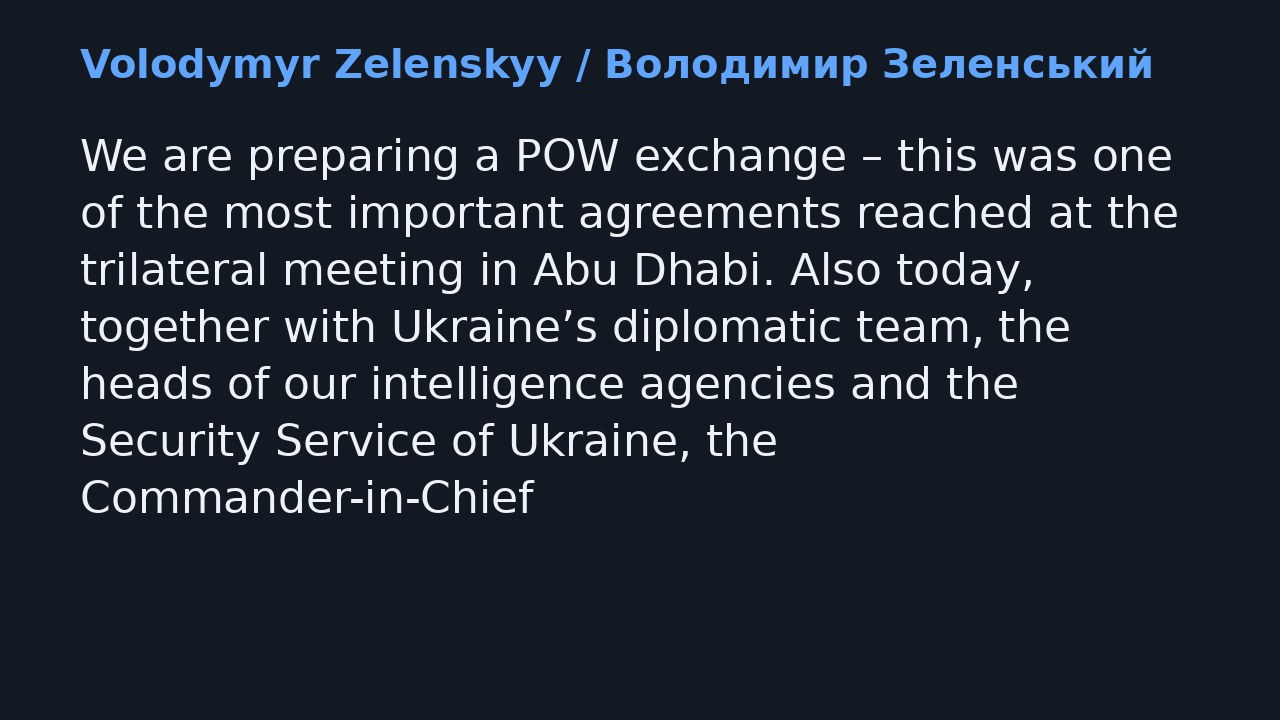 Volodymyr Zelenskyy / Володимир Зеленський
We are preparing a POW exchange – this was one
of the most important agreements reached at the
trilateral meeting in Abu Dhabi. Also today,
together with Ukraine’s diplomatic team, the
heads of our intelligence agencies and the
Security Service of Ukraine, the
Commander-in-Chief